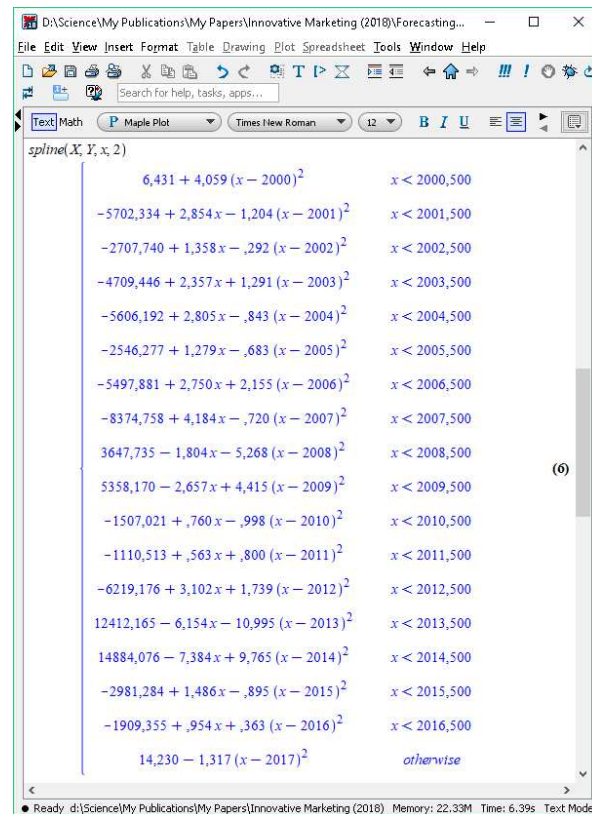 D:\Science\My Publications\My Papers\Innovative Marketing (2018)\Forecasting...
File Edit View Insert Format Table Drawing Plot Spreadsheet Tools Window Help
Search for help, tasks, apps...
Text Math P Maple Plot Times New Roman 12 B I U
spline(X, Y, x, 2)
6,431 + 4,059 (x − 2000)² x < 2000,500
−5702,334 + 2,854 x − 1,204 (x − 2001)² x < 2001,500
−2707,740 + 1,358 x − ,292 (x − 2002)² x < 2002,500
−4709,446 + 2,357 x + 1,291 (x − 2003)² x < 2003,500
−5606,192 + 2,805 x − ,843 (x − 2004)² x < 2004,500
−2546,277 + 1,279 x − ,683 (x − 2005)² x < 2005,500
−5497,881 + 2,750 x + 2,155 (x − 2006)² x < 2006,500
−8374,758 + 4,184 x − ,720 (x − 2007)² x < 2007,500
3647,735 − 1,804 x − 5,268 (x − 2008)² x < 2008,500
(6)
5358,170 − 2,657 x + 4,415 (x − 2009)² x < 2009,500
−1507,021 + ,760 x − ,998 (x − 2010)² x < 2010,500
−1110,513 + ,563 x + ,800 (x − 2011)² x < 2011,500
−6219,176 + 3,102 x + 1,739 (x − 2012)² x < 2012,500
12412,165 − 6,154 x − 10,995 (x − 2013)² x < 2013,500
14884,076 − 7,384 x + 9,765 (x − 2014)² x < 2014,500
−2981,284 + 1,486 x − ,895 (x − 2015)² x < 2015,500
−1909,355 + ,954 x + ,363 (x − 2016)² x < 2016,500
14,230 − 1,317 (x − 2017)² otherwise
Ready d:\Science\My Publications\My Papers\Innovative Marketing (2018) Memory: 22.33M Time: 6.39s Text Mode